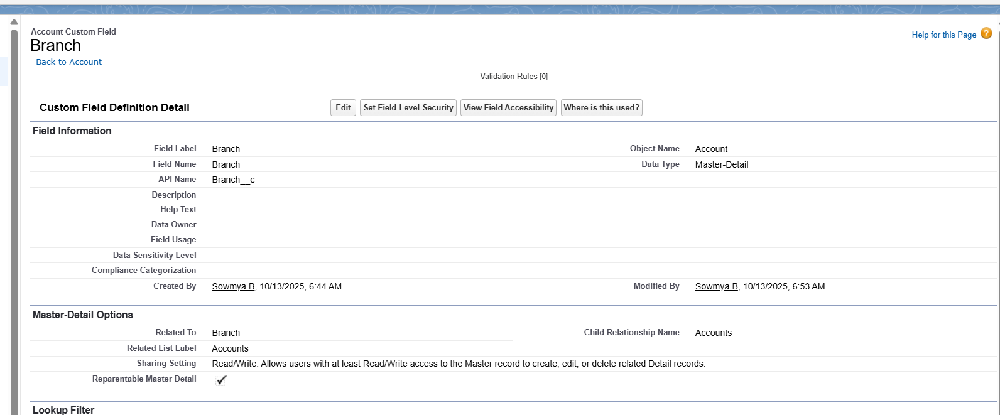 Account Custom Field
Branch
Help for this Page ?
Back to Account
Validation Rules [0]
Custom Field Definition Detail
Edit Set Field-Level Security View Field Accessibility Where is this used?
Field Information
Field Label Branch Object Name Account
Field Name Branch Data Type Master-Detail
API Name Branch__c
Description
Help Text
Data Owner
Field Usage
Data Sensitivity Level
Compliance Categorization
Created By Sowmya B, 10/13/2025, 6:44 AM Modified By Sowmya B, 10/13/2025, 6:53 AM
Master-Detail Options
Related To Branch Child Relationship Name Accounts
Related List Label Accounts
Sharing Setting Read/Write: Allows users with at least Read/Write access to the Master record to create, edit, or delete related Detail records.
Reparentable Master Detail
Lookup Filter